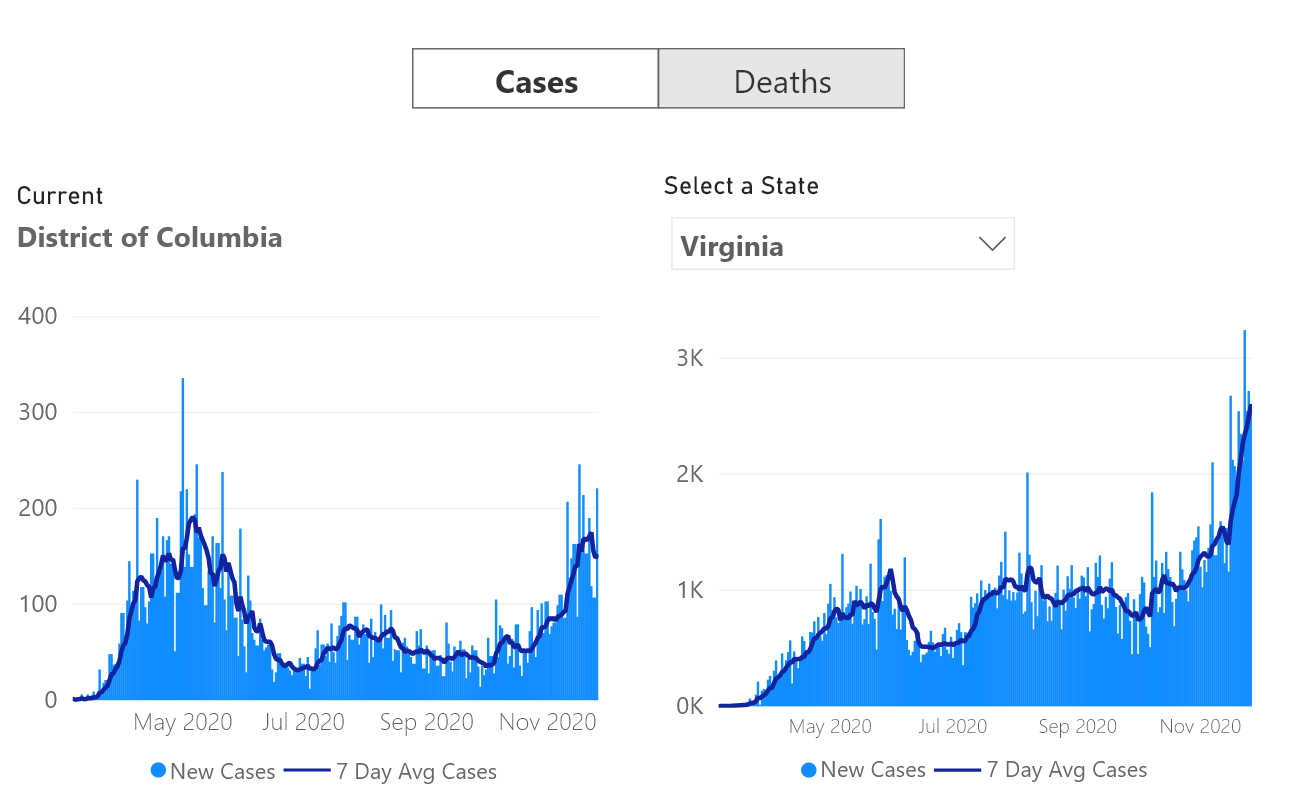 Cases Deaths
Current
District of Columbia
400
300
200
100
0
May 2020 Jul 2020 Sep 2020 Nov 2020
New Cases 7 Day Avg Cases
Select a State
Virginia
3K
2K
1K
0K
May 2020 Jul 2020 Sep 2020 Nov 2020
New Cases 7 Day Avg Cases